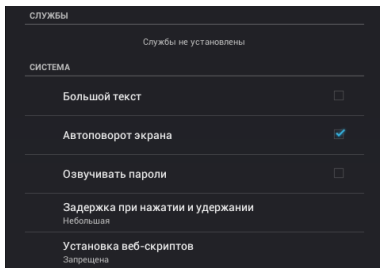 СЛУЖБЫ
Службы не установлены
СИСТЕМА
Большой текст
Автоповорот экрана
Озвучивать пароли
Задержка при нажатии и удержании
Небольшая
Установка веб-скриптов
Запрещена